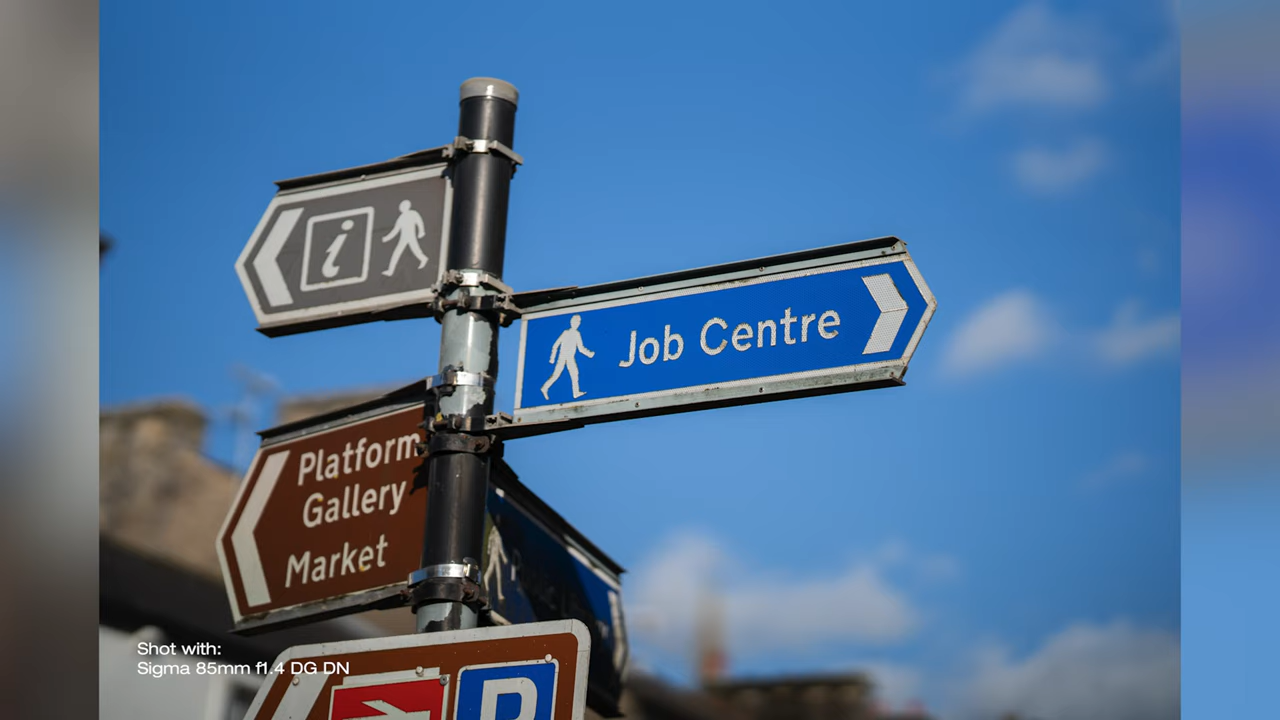 i
Job Centre
Platform
Gallery
Market
P
Shot with:
Sigma 85mm f1.4 DG DN